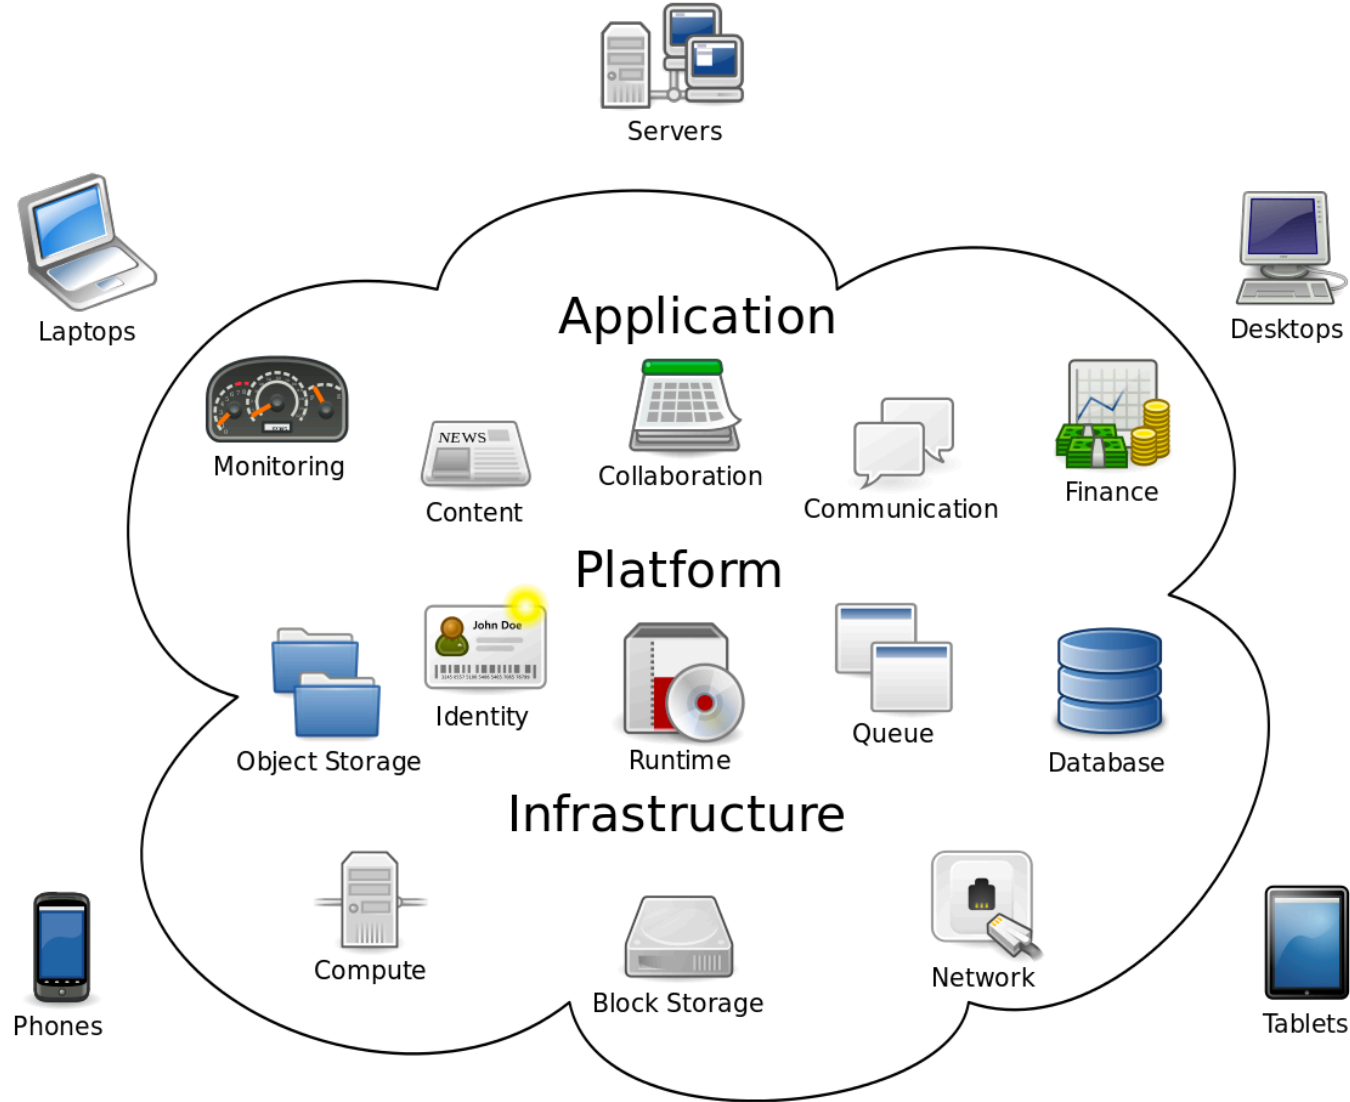 Servers
Laptops
Desktops
Application
Monitoring
NEWS
Content
Collaboration
Communication
Finance
Platform
John Doe
Object Storage
Identity
Runtime
Queue
Database
Infrastructure
Compute
Block Storage
Network
Phones
Tablets